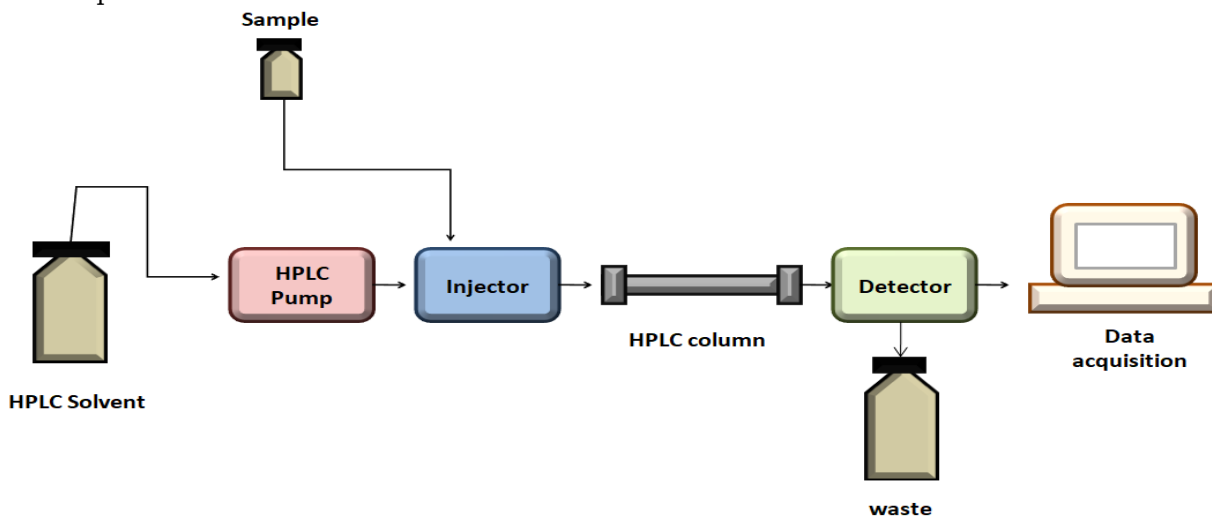 Sample
HPLC
Pump
Injector
Detector
HPLC column
Data
acquisition
HPLC Solvent
waste